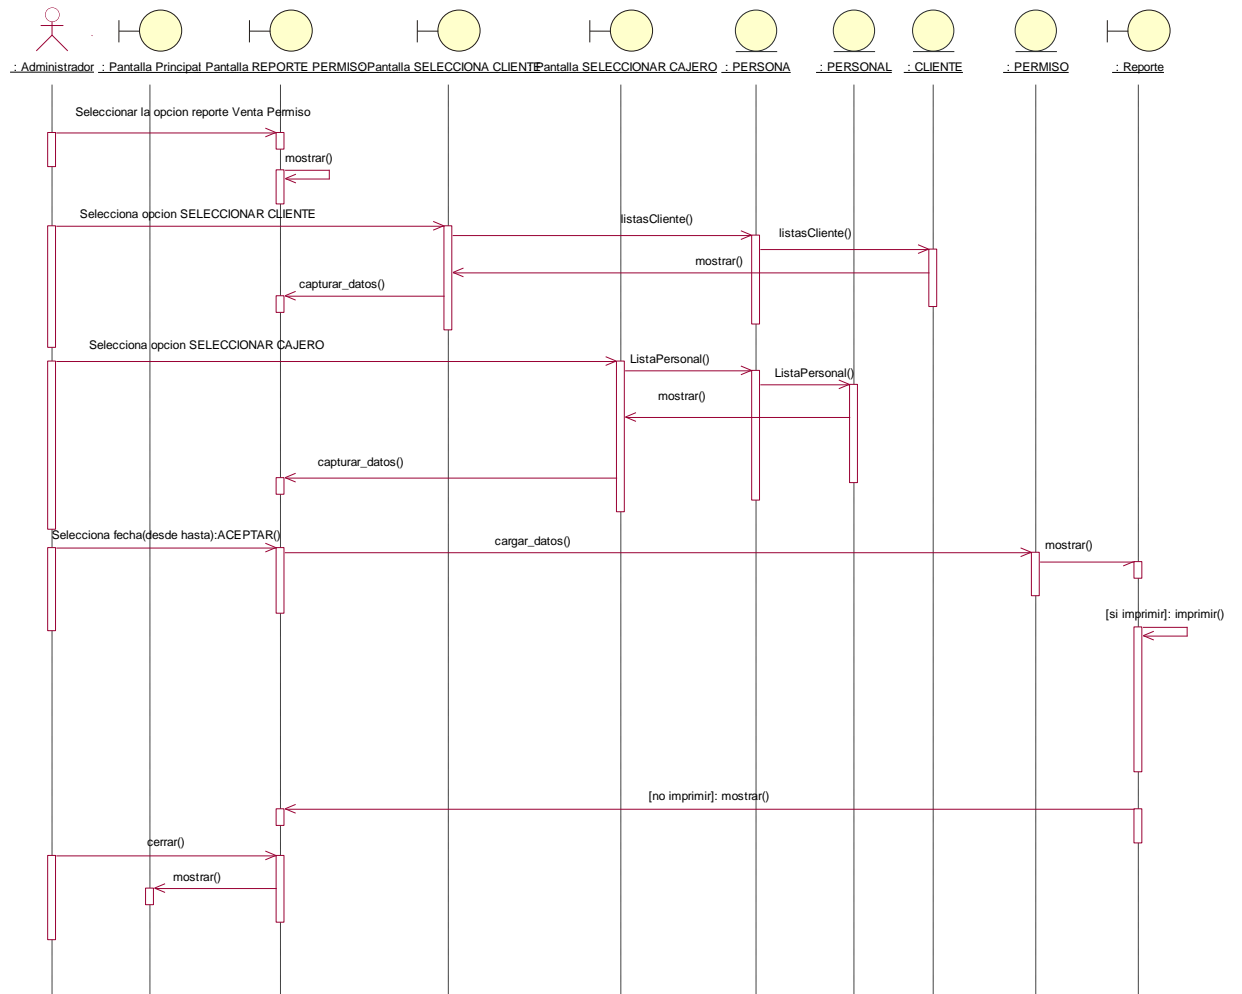 : Administrador
: Pantalla Principal
: Pantalla REPORTE PERMISO
: Pantalla SELECCIONA CLIENTE
: Pantalla SELECCIONAR CAJERO
: PERSONA
: PERSONAL
: CLIENTE
: PERMISO
: Reporte
Seleccionar la opcion reporte Venta Permiso
mostrar()
Selecciona opcion SELECCIONAR CLIENTE
listasCliente()
listasCliente()
mostrar()
capturar_datos()
Selecciona opcion SELECCIONAR CAJERO
ListaPersonal()
ListaPersonal()
mostrar()
capturar_datos()
Selecciona fecha(desde hasta):ACEPTAR()
cargar_datos()
mostrar()
[si imprimir]: imprimir()
[no imprimir]: mostrar()
cerrar()
mostrar()